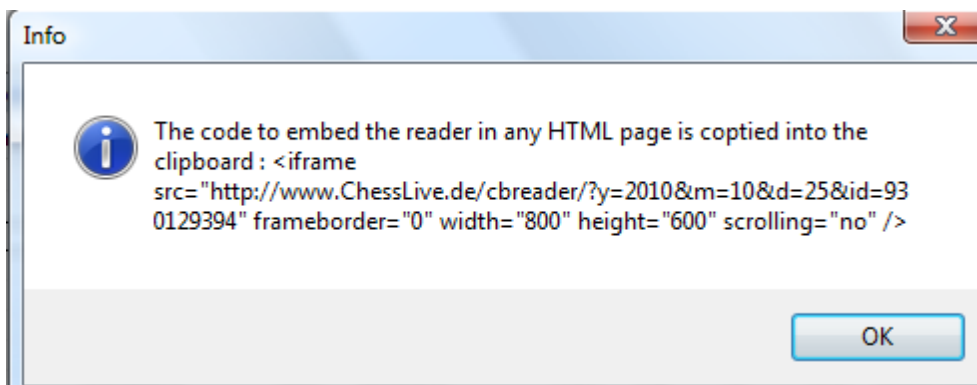 Info
The code to embed the reader in any HTML page is coptied into the
clipboard : <iframe
src="http://www.ChessLive.de/cbreader/?y=2010&m=10&d=25&id=93
0129394" frameborder="0" width="800" height="600" scrolling="no" />
OK